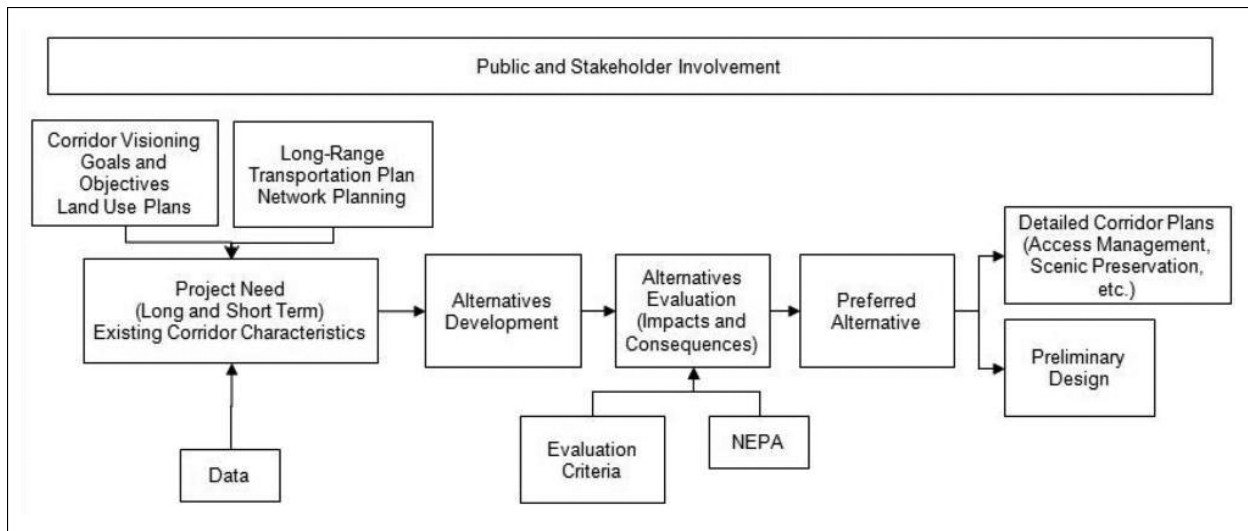 Public and Stakeholder Involvement
Corridor Visioning
Goals and
Objectives
Land Use Plans
Long-Range
Transportation Plan
Network Planning
Project Need
(Long and Short Term)
Existing Corridor Characteristics
Data
Alternatives
Development
Alternatives
Evaluation
(Impacts and
Consequences)
Evaluation
Criteria
NEPA
Preferred
Alternative
Detailed Corridor Plans
(Access Management,
Scenic Preservation,
etc.)
Preliminary
Design